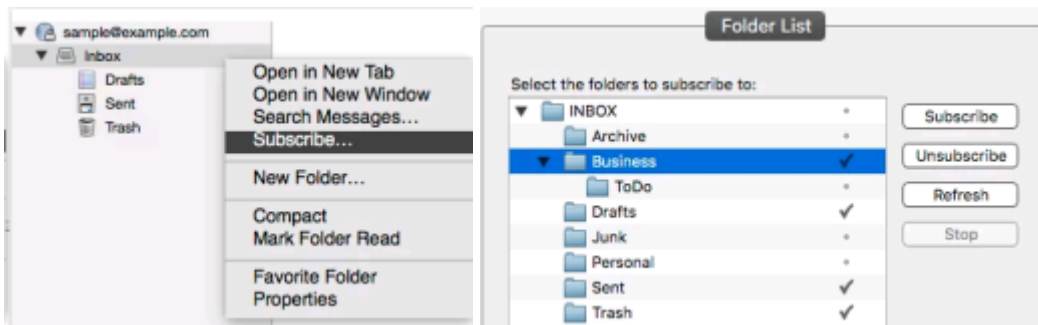 sample@example.com
Inbox
Drafts
Sent
Trash
Open in New Tab
Open in New Window
Search Messages...
Subscribe...
New Folder...
Compact
Mark Folder Read
Favorite Folder
Properties
Folder List
Select the folders to subscribe to:
INBOX
Archive
Business
ToDo
Drafts
Junk
Personal
Sent
Trash
Subscribe
Unsubscribe
Refresh
Stop